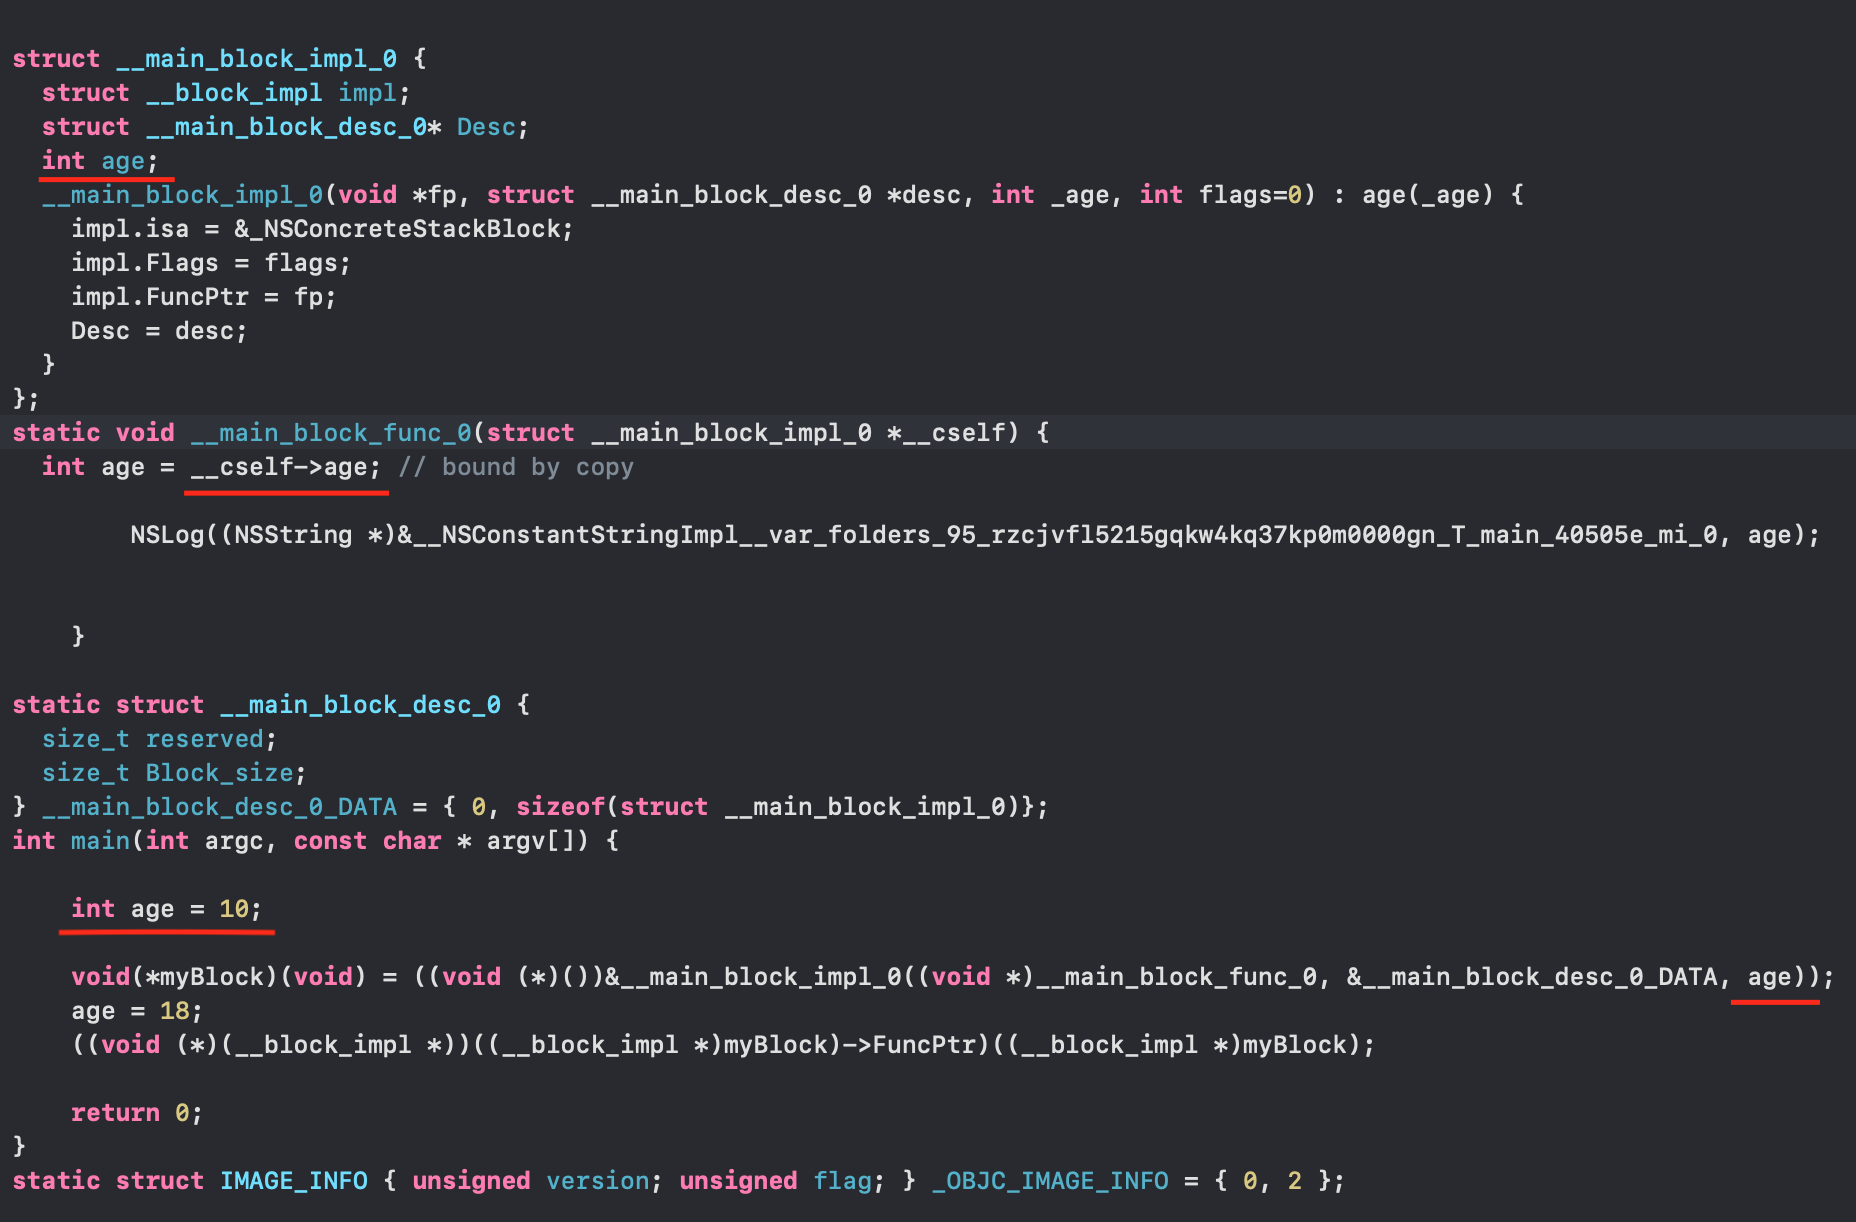 struct __main_block_impl_0 {
  struct __block_impl impl;
  struct __main_block_desc_0* Desc;
  int age;
  __main_block_impl_0(void *fp, struct __main_block_desc_0 *desc, int _age, int flags=0) : age(_age) {
    impl.isa = &_NSConcreteStackBlock;
    impl.Flags = flags;
    impl.FuncPtr = fp;
    Desc = desc;
  }
};
static void __main_block_func_0(struct __main_block_impl_0 *__cself) {
  int age = __cself->age; // bound by copy
        NSLog((NSString *)&__NSConstantStringImpl__var_folders_95_rzcjvfl5215gqkw4kq37kp0m0000gn_T_main_40505e_mi_0, age);
    }
static struct __main_block_desc_0 {
  size_t reserved;
  size_t Block_size;
} __main_block_desc_0_DATA = { 0, sizeof(struct __main_block_impl_0)};
int main(int argc, const char * argv[]) {
    int age = 10;
    void(*myBlock)(void) = ((void (*)())&__main_block_impl_0((void *)__main_block_func_0, &__main_block_desc_0_DATA, age));
    age = 18;
    ((void (*)(__block_impl *))((__block_impl *)myBlock)->FuncPtr)((__block_impl *)myBlock);
    return 0;
}
static struct IMAGE_INFO { unsigned version; unsigned flag; } _OBJC_IMAGE_INFO = { 0, 2 };